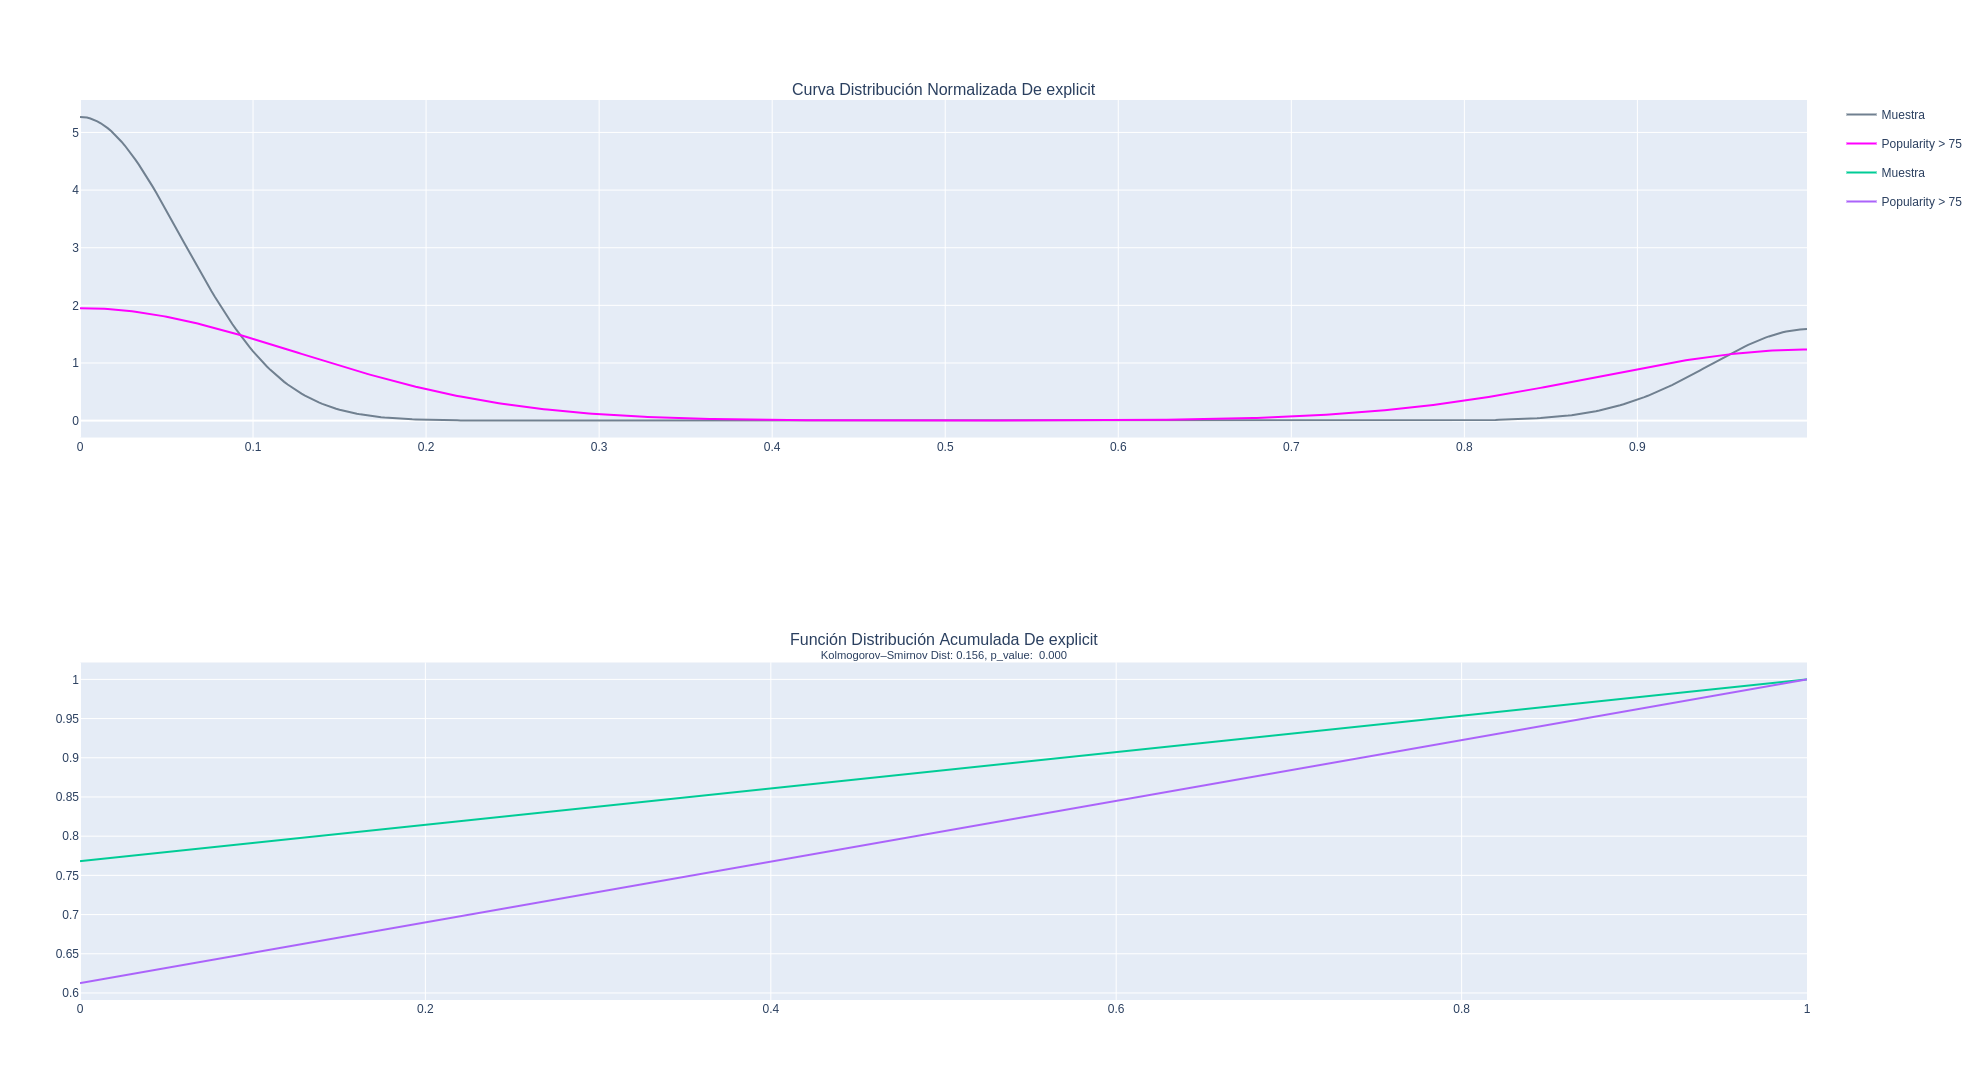 Curva Distribución Normalizada De explicit
5
4
3
2
1
0
0 0.1 0.2 0.3 0.4 0.5 0.6 0.7 0.8 0.9
Muestra
Popularity > 75
Muestra
Popularity > 75
Función Distribución Acumulada De explicit
Kolmogorov–Smirnov Dist: 0.156, p_value: 0.000
1
0.95
0.9
0.85
0.8
0.75
0.7
0.65
0.6
0 0.2 0.4 0.6 0.8 1